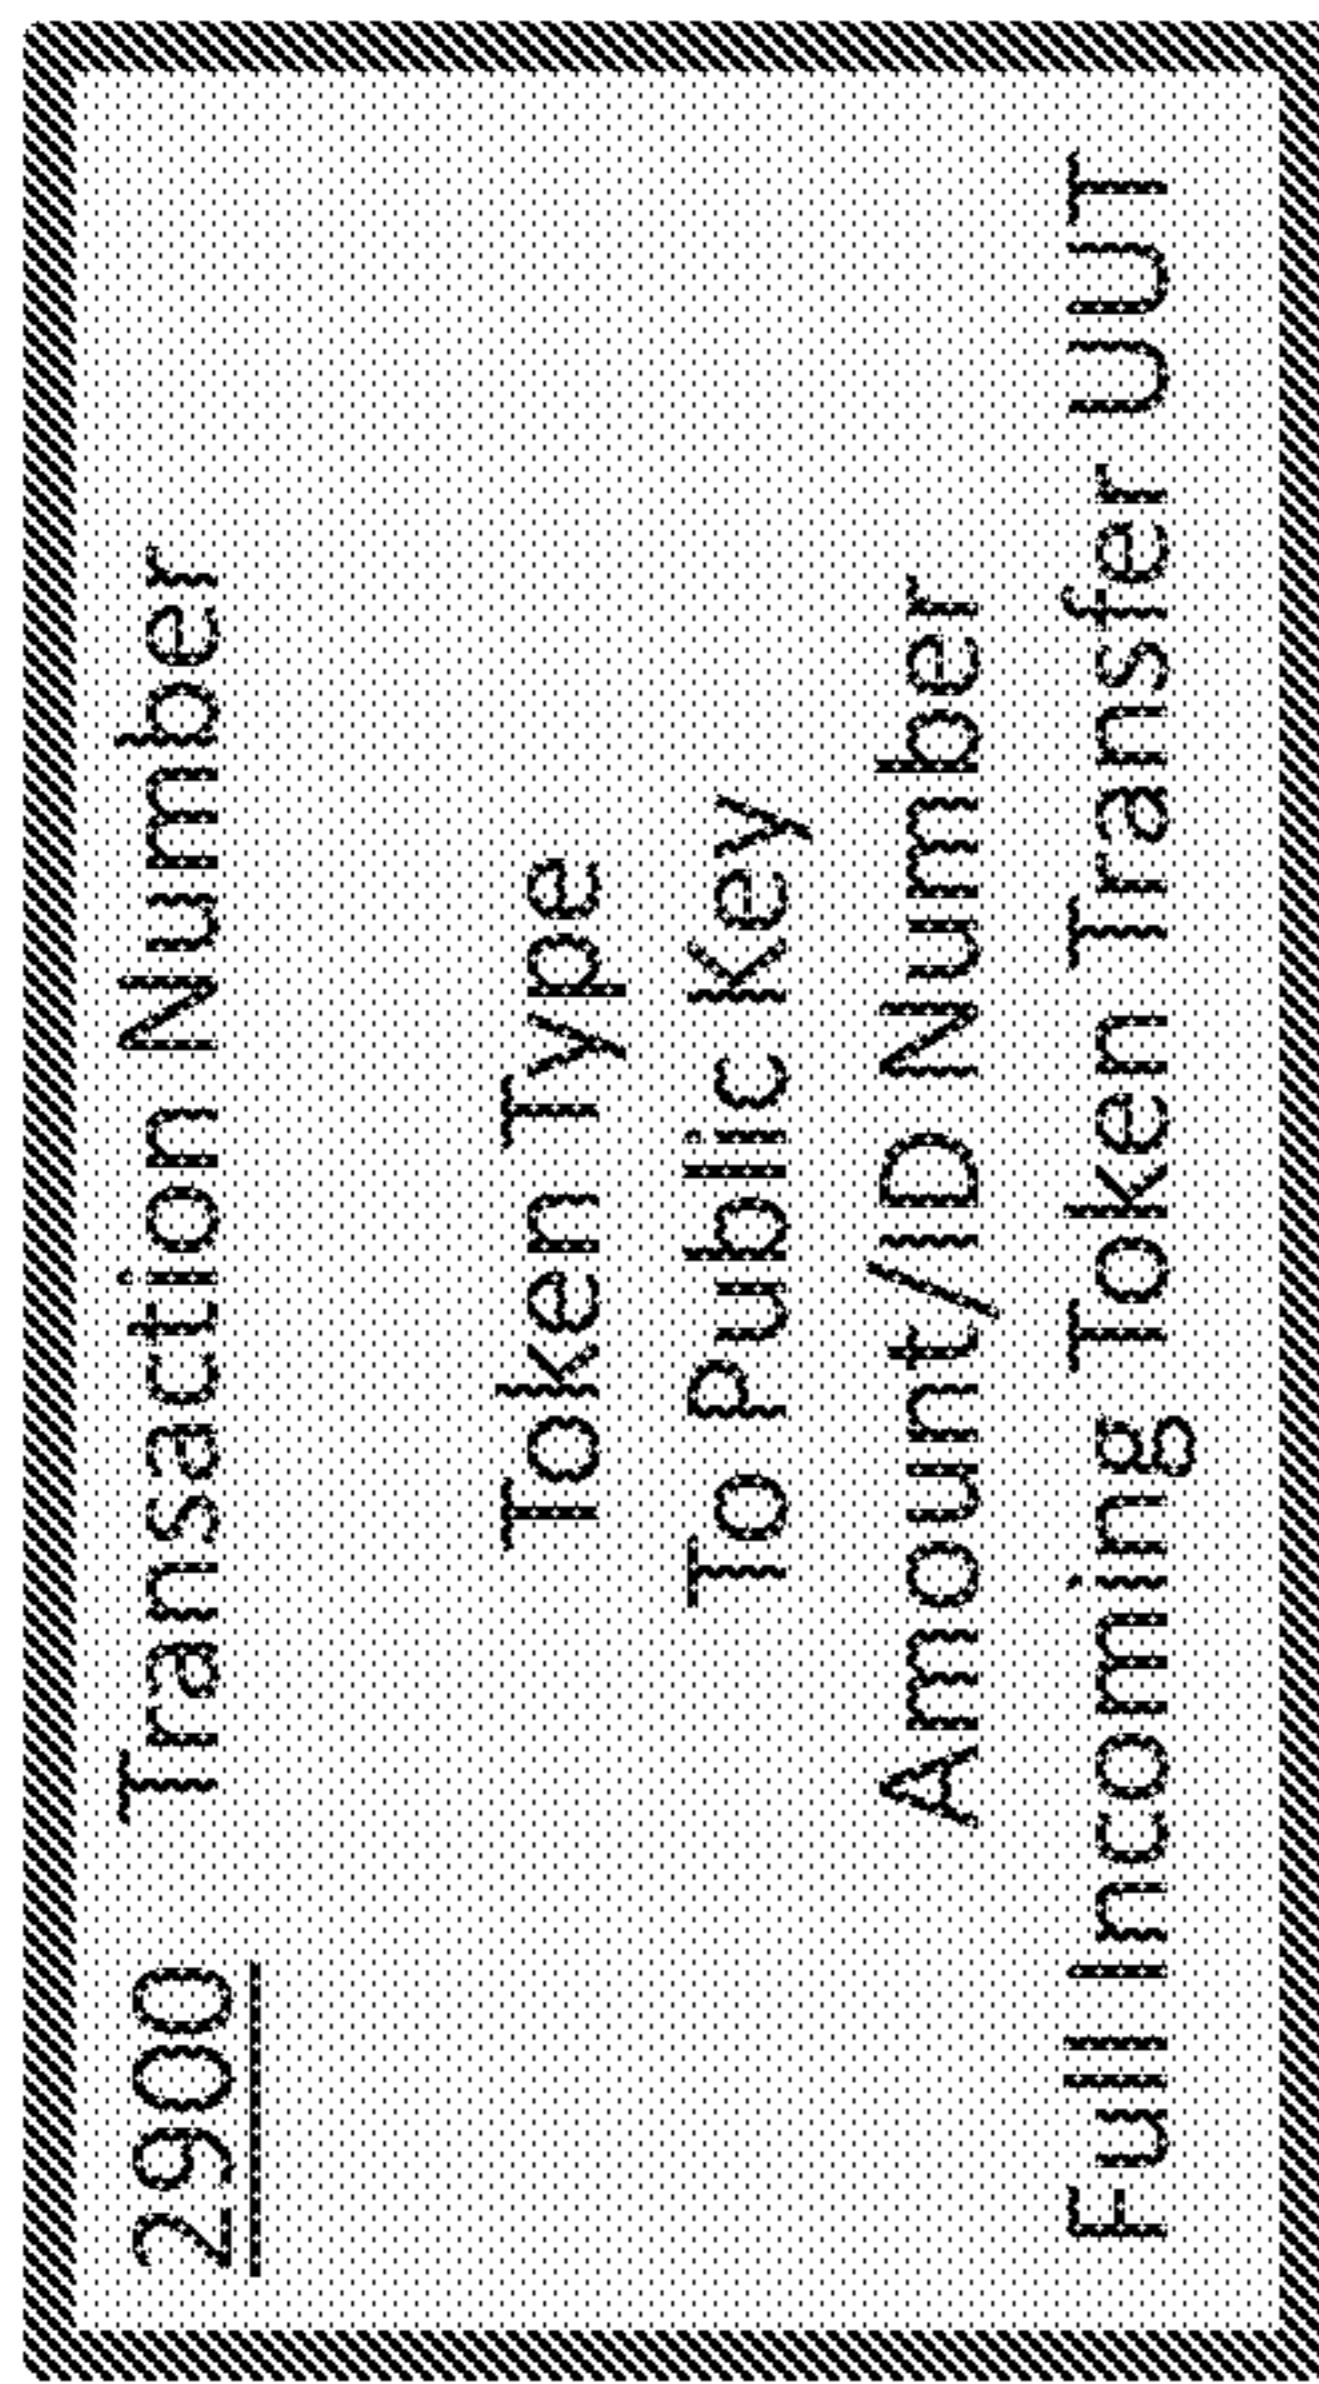 2900 Transaction Number
Token Type
To Public Key
Amount/ID Number
Full Incoming Token Transfer UUT